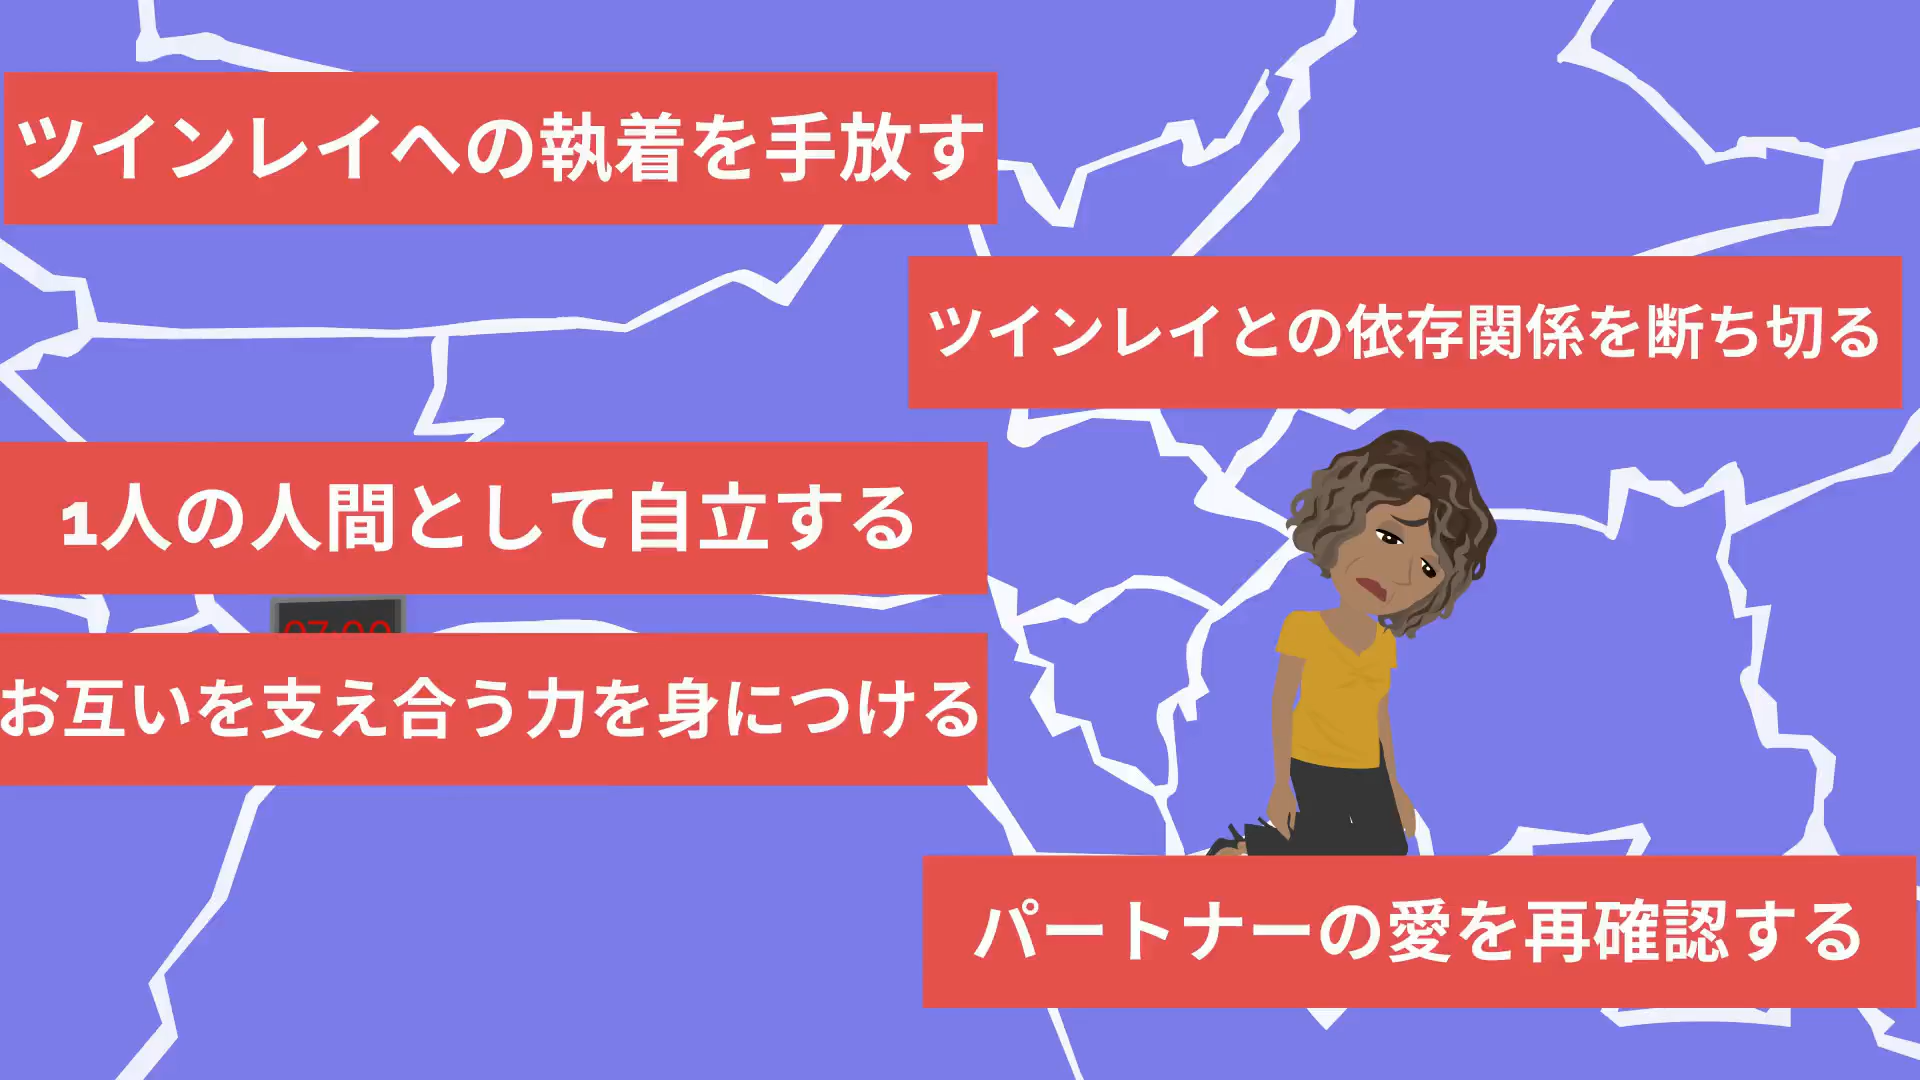 ツインレイへの執着を手放す
ツインレイとの依存関係を断ち切る
1人の人間として自立する
お互いを支え合う力を身につける
パートナーの愛を再確認する